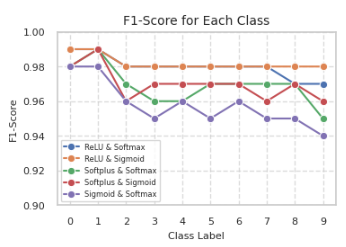 F1-Score for Each Class
1.00
0.98
0.96
0.94
0.92
0.90
F1-Score
ReLU & Softmax
ReLU & Sigmoid
Softplus & Softmax
Softplus & Sigmoid
Sigmoid & Softmax
0 1 2 3 4 5 6 7 8 9
Class Label